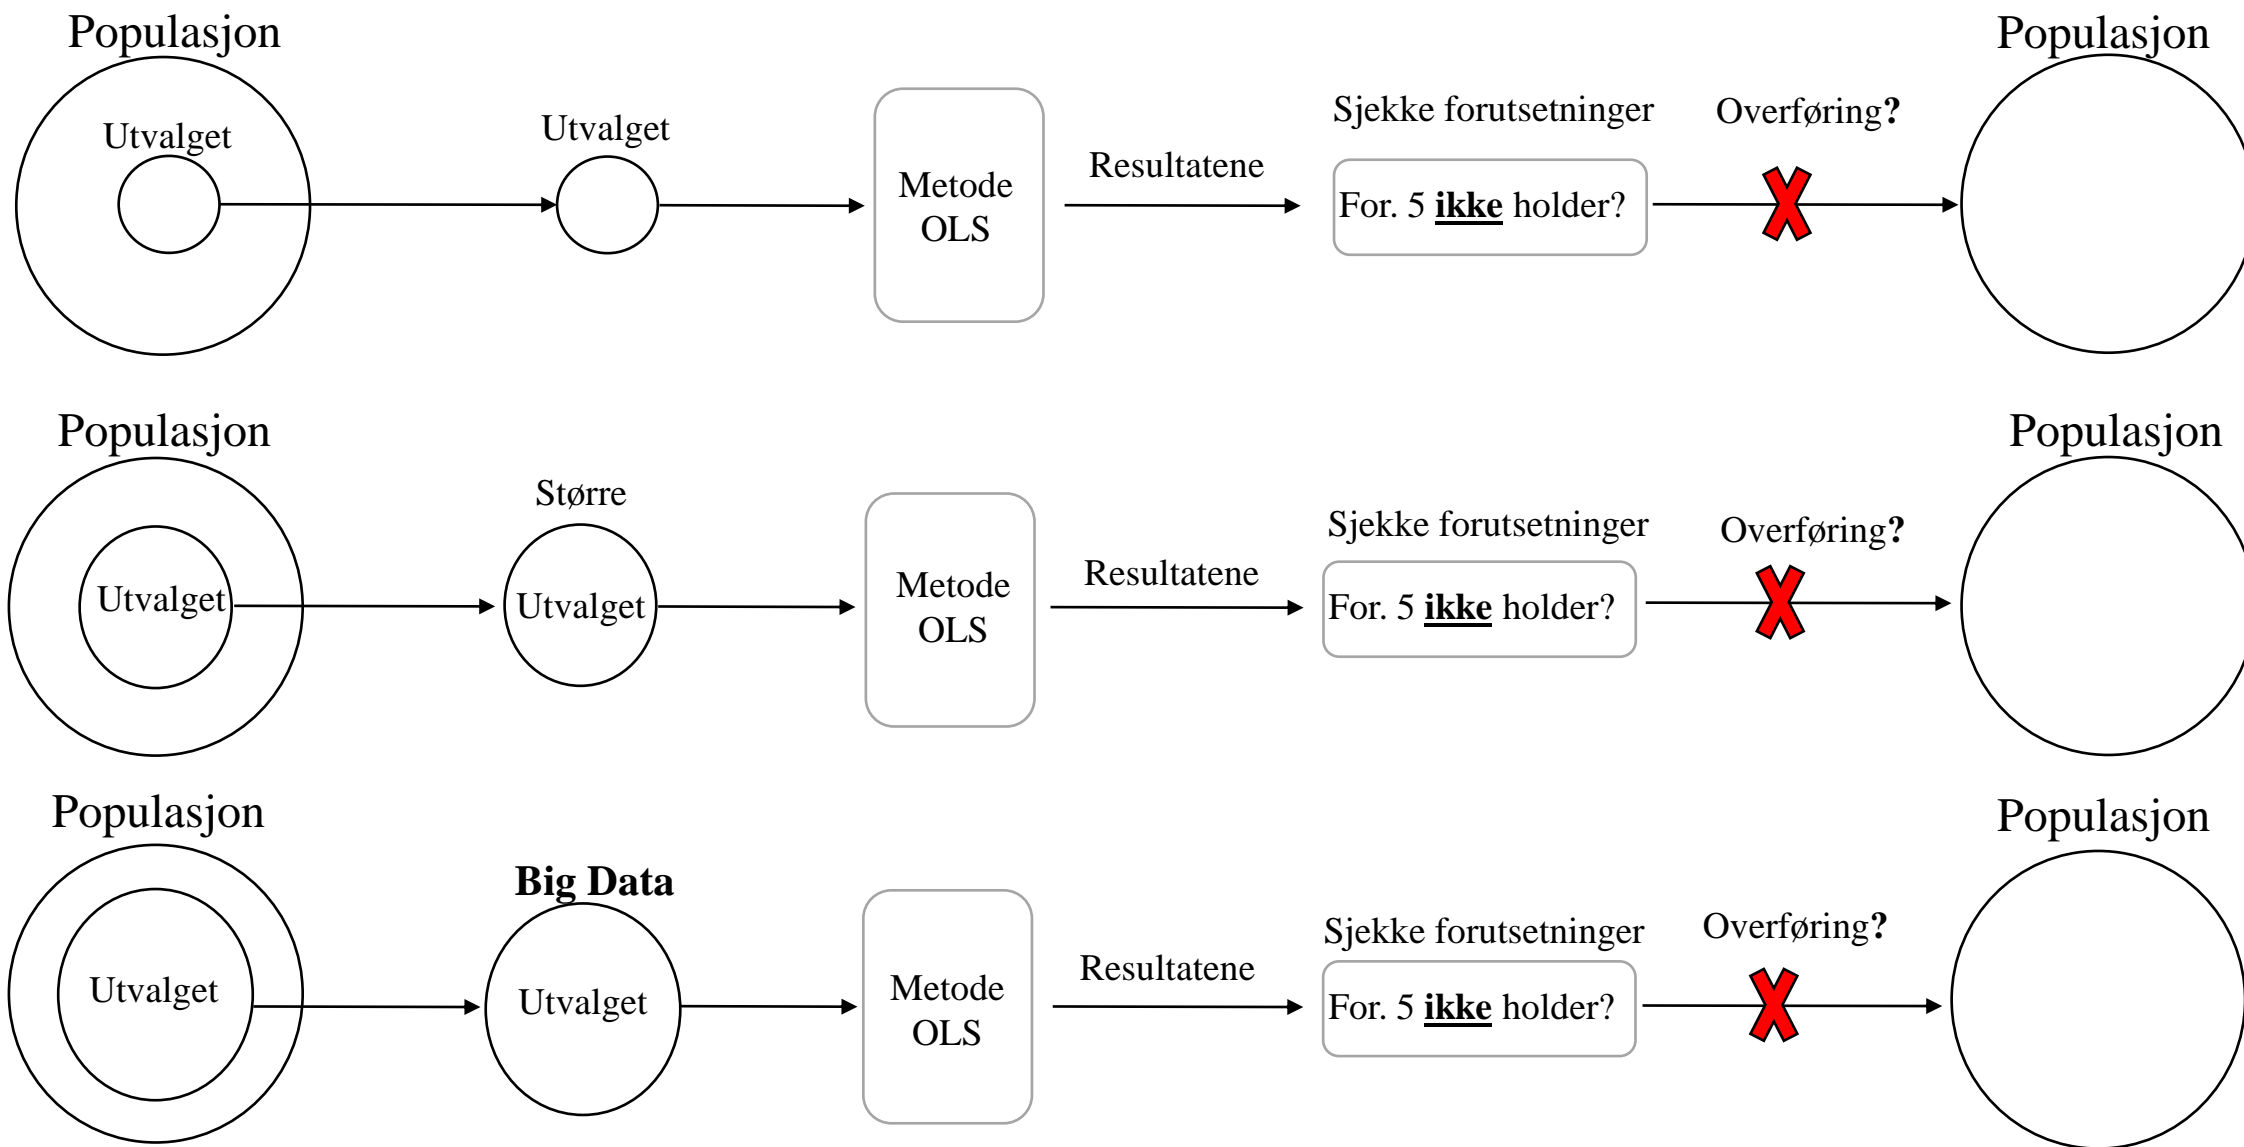 Populasjon
Utvalget
Utvalget
Metode
OLS
Resultatene
Sjekke forutsetninger
For. 5 ikke holder?
Overføring?
Populasjon
Populasjon
Utvalget
Større
Utvalget
Metode
OLS
Resultatene
Sjekke forutsetninger
For. 5 ikke holder?
Overføring?
Populasjon
Populasjon
Utvalget
Big Data
Utvalget
Metode
OLS
Resultatene
Sjekke forutsetninger
For. 5 ikke holder?
Overføring?
Populasjon